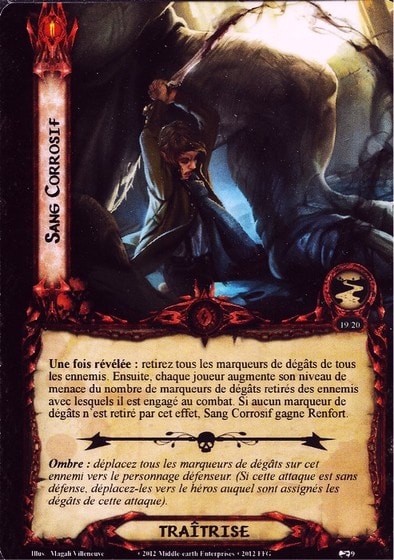 SANG CORROSIF
19/20
Une fois révélée : retirez tous les marqueurs de dégâts de tous
les ennemis. Ensuite, chaque joueur augmente son niveau de
menace du nombre de marqueurs de dégâts retirés des ennemis
avec lesquels il est engagé au combat. Si aucun marqueur de
dégâts n'est retiré par cet effet, Sang Corrosif gagne Renfort.
Ombre : déplacez tous les marqueurs de dégâts sur cet
ennemi vers le personnage défenseur. (Si cette attaque est sans
défense, déplacez-les vers le héros auquel sont assignés les
dégâts de cette attaque).
TRAÎTRISE
Illus. Magali Villeneuve ©2012 Middle-earth Enterprises ©2012 FFG 9